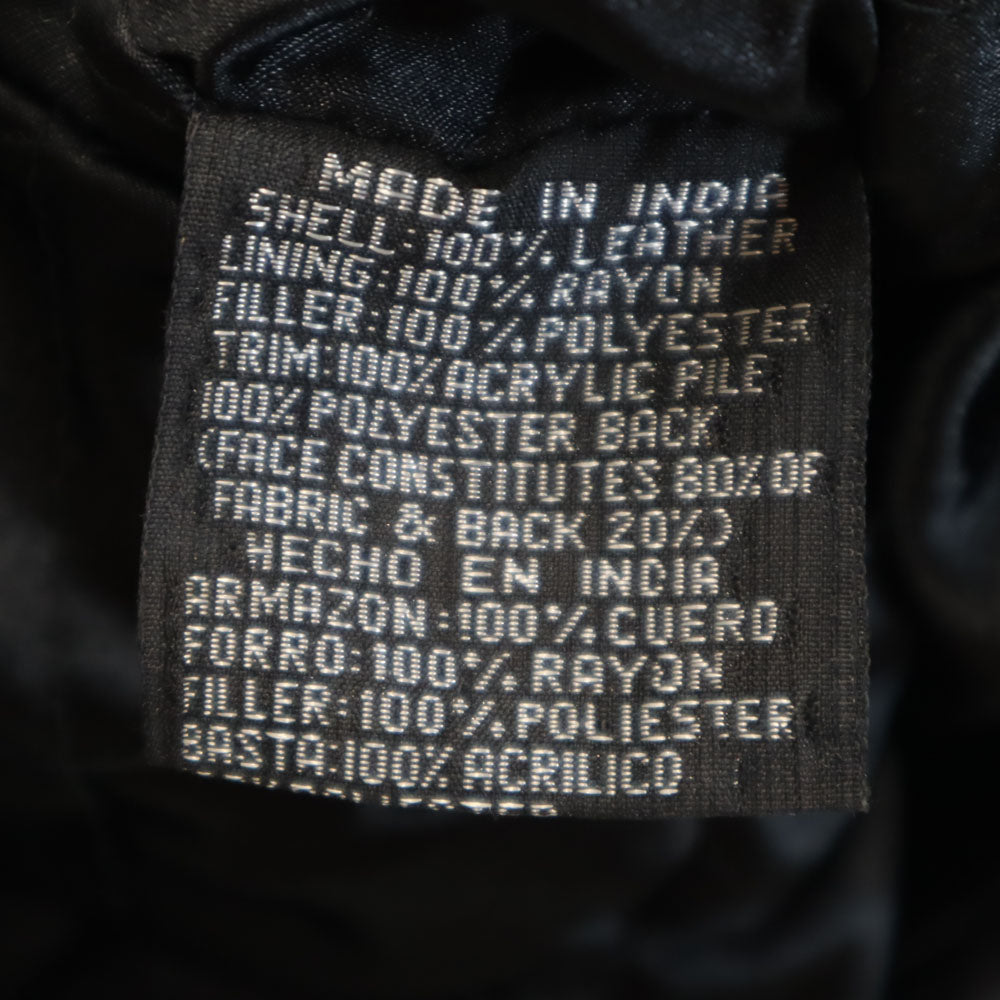 MADE IN INDIA
SHELL:100% LEATHER
LINING:100% RAYON
FILLER:100% POLYESTER
TRIM:100% ACRYLIC PILE
100% POLYESTER BACK
(FACE CONSTITUTES 80% OF
FABRIC & BACK 20%)
HECHO EN INDIA
ARMAZON:100% CUERO
FORRO:100% RAYON
FILLER:100% POLIESTER
BASTA:100% ACRILICO